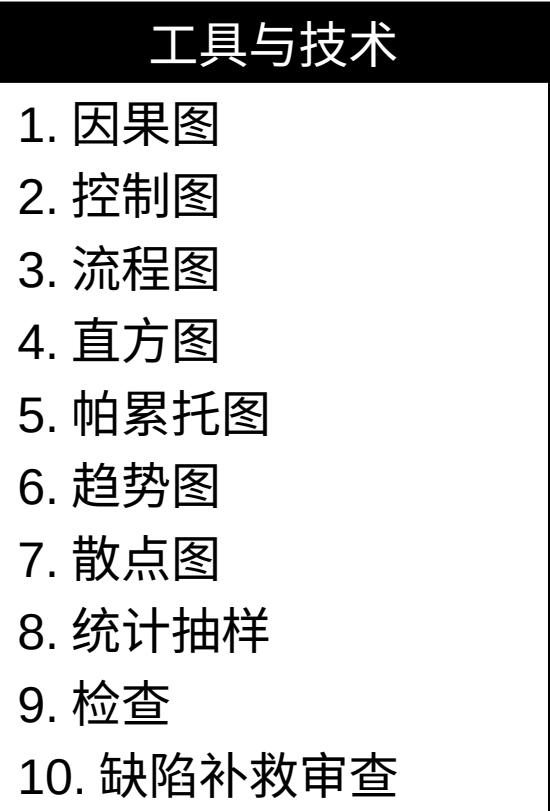 工具与技术
1. 因果图
2. 控制图
3. 流程图
4. 直方图
5. 帕累托图
6. 趋势图
7. 散点图
8. 统计抽样
9. 检查
10. 缺陷补救审查